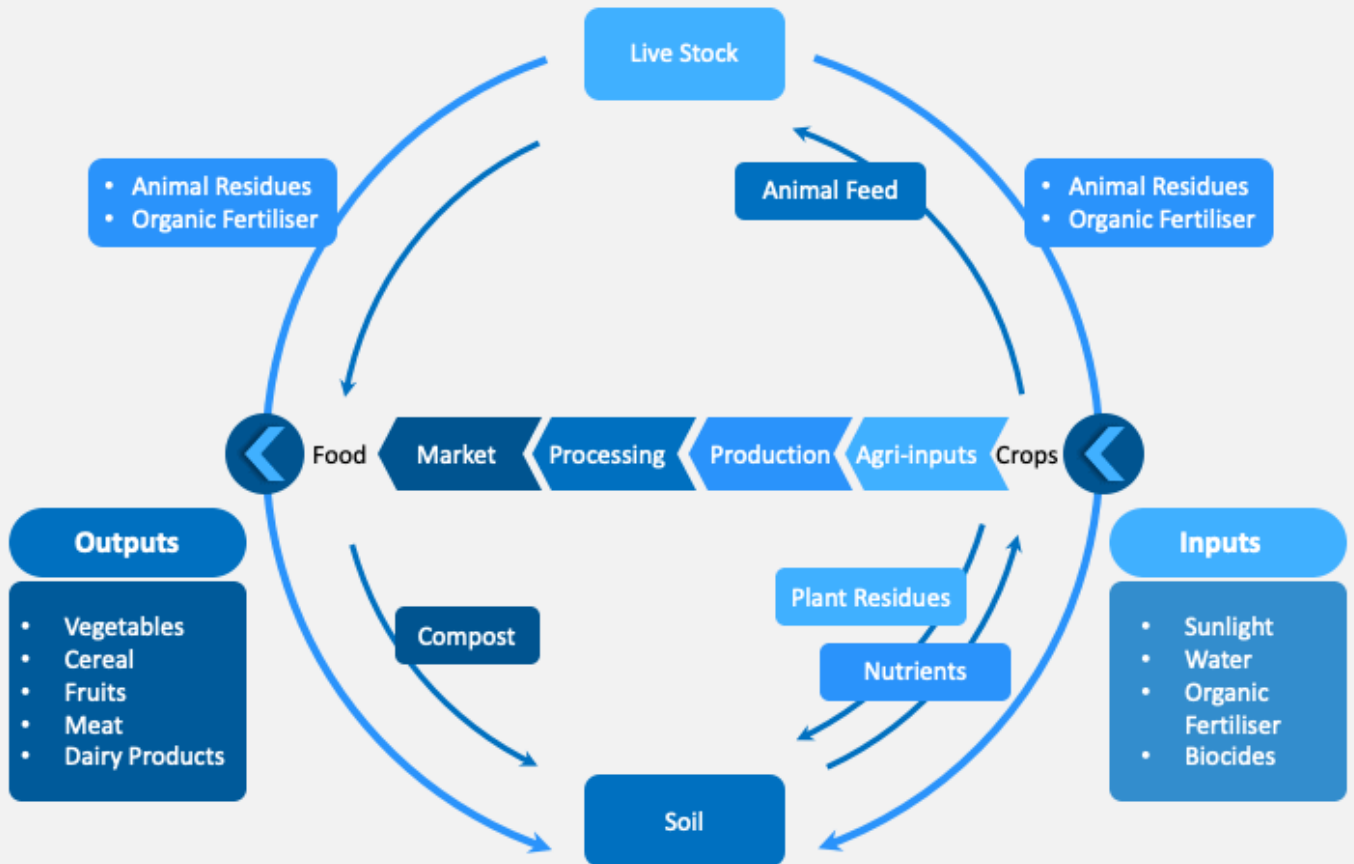 Live Stock
• Animal Residues
• Organic Fertiliser
Animal Feed
• Animal Residues
• Organic Fertiliser
Food
Market
Processing
Production
Agri-inputs
Crops
Outputs
• Vegetables
• Cereal
• Fruits
• Meat
• Dairy Products
Compost
Plant Residues
Nutrients
Inputs
• Sunlight
• Water
• Organic
Fertiliser
• Biocides
Soil